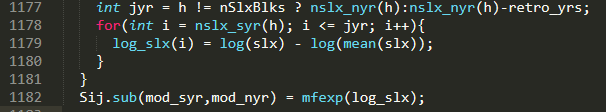 1177 int jyr = h != nSlxBlks ? nslx_nyr(h):nslx_nyr(h)-retro_yrs;
1178 for(int i = nslx_syr(h); i <= jyr; i++){
1179 log_slx(i) = log(slx) - log(mean(slx));
1180 }
1181 }
1182 Sij.sub(mod_syr,mod_nyr) = mfexp(log_slx);